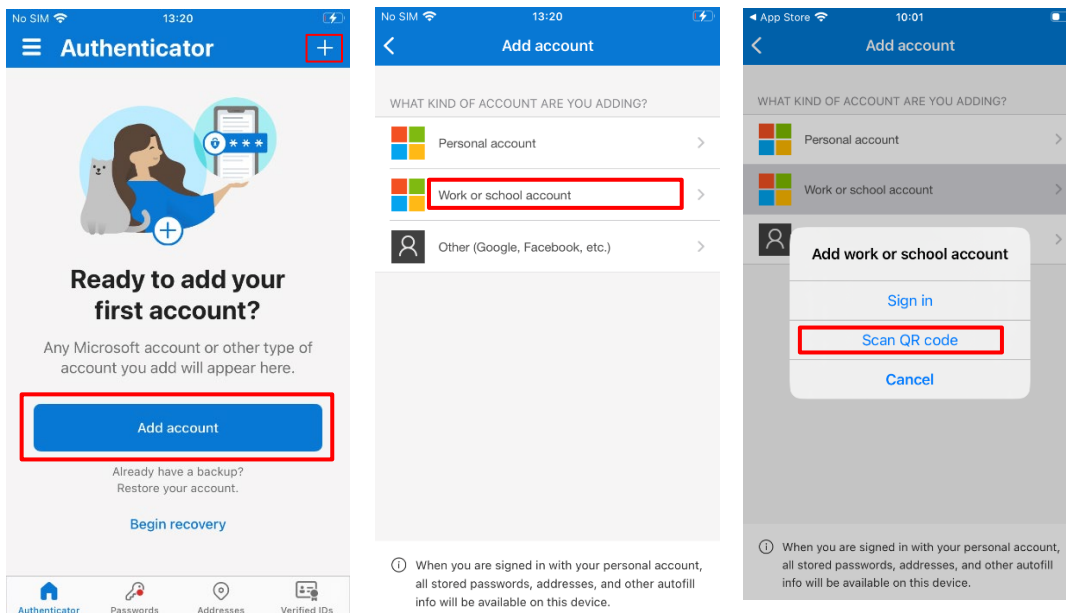 No SIM 13:20
Authenticator
Ready to add your
first account?
Any Microsoft account or other type of
account you add will appear here.
Add account
Already have a backup?
Restore your account.
Begin recovery
Authenticator Passwords Addresses Verified IDs
No SIM 13:20
Add account
WHAT KIND OF ACCOUNT ARE YOU ADDING?
Personal account
Work or school account
Other (Google, Facebook, etc.)
When you are signed in with your personal account,
all stored passwords, addresses, and other autofill
info will be available on this device.
App Store 10:01
Add account
WHAT KIND OF ACCOUNT ARE YOU ADDING?
Personal account
Work or school account
Add work or school account
Sign in
Scan QR code
Cancel
When you are signed in with your personal account,
all stored passwords, addresses, and other autofill
info will be available on this device.